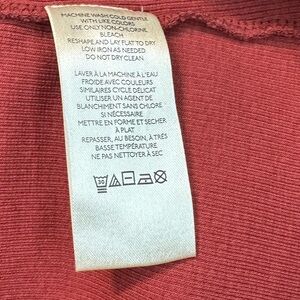 MACHINE WASH COLD GENTLE
WITH LIKE COLORS
USE ONLY NON-CHLORINE
BLEACH
RESHAPE AND LAY FLAT TO DRY
LOW IRON AS NEEDED
DO NOT DRY CLEAN
LAVER À LA MACHINE À L'EAU
FROIDE AVEC COULEURS
SIMILAIRES CYCLE DÉLICAT
UTILISER UN AGENT DE
BLANCHIMENT SANS CHLORE
SI NÉCESSAIRE
METTRE EN FORME ET SECHER
À PLAT
REPASSER, AU BESOIN, À TRÈS
BASSE TEMPÉRATURE
NE PAS NETTOYER À SEC
30